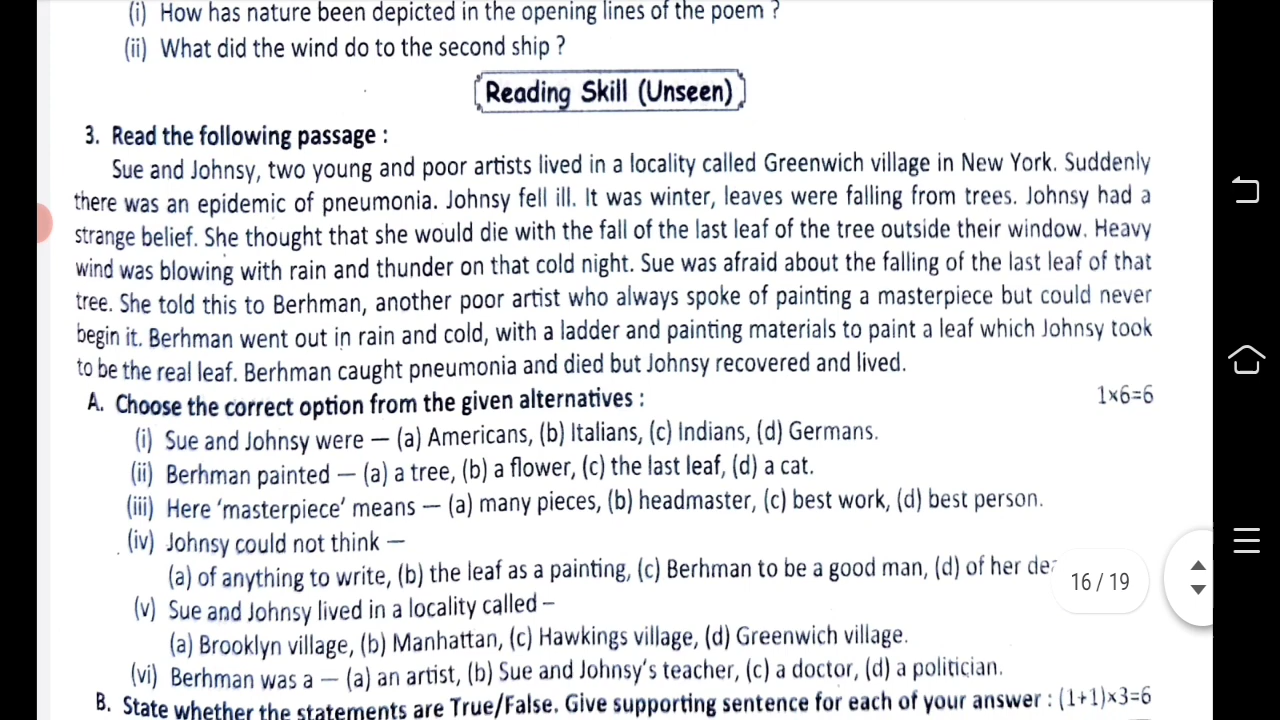 (i) How has nature been depicted in the opening lines of the poem ?
(ii) What did the wind do to the second ship ?
Reading Skill (Unseen)
3. Read the following passage :
Sue and Johnsy, two young and poor artists lived in a locality called Greenwich village in New York. Suddenly
there was an epidemic of pneumonia. Johnsy fell ill. It was winter, leaves were falling from trees. Johnsy had a
strange belief. She thought that she would die with the fall of the last leaf of the tree outside their window. Heavy
wind was blowing with rain and thunder on that cold night. Sue was afraid about the falling of the last leaf of that
tree. She told this to Berhman, another poor artist who always spoke of painting a masterpiece but could never
begin it. Berhman went out in rain and cold, with a ladder and painting materials to paint a leaf which Johnsy took
to be the real leaf. Berhman caught pneumonia and died but Johnsy recovered and lived.
A. Choose the correct option from the given alternatives : 1×6=6
(i) Sue and Johnsy were — (a) Americans, (b) Italians, (c) Indians, (d) Germans.
(ii) Berhman painted — (a) a tree, (b) a flower, (c) the last leaf, (d) a cat.
(iii) Here ‘masterpiece’ means — (a) many pieces, (b) headmaster, (c) best work, (d) best person.
(iv) Johnsy could not think —
(a) of anything to write, (b) the leaf as a painting, (c) Berhman to be a good man, (d) of her
16 / 19
(v) Sue and Johnsy lived in a locality called –
(a) Brooklyn village, (b) Manhattan, (c) Hawkings village, (d) Greenwich village.
(vi) Berhman was a — (a) an artist, (b) Sue and Johnsy’s teacher, (c) a doctor, (d) a politician.
B. State whether the statements are True/False. Give supporting sentence for each of your answer : (1+1)×3=6